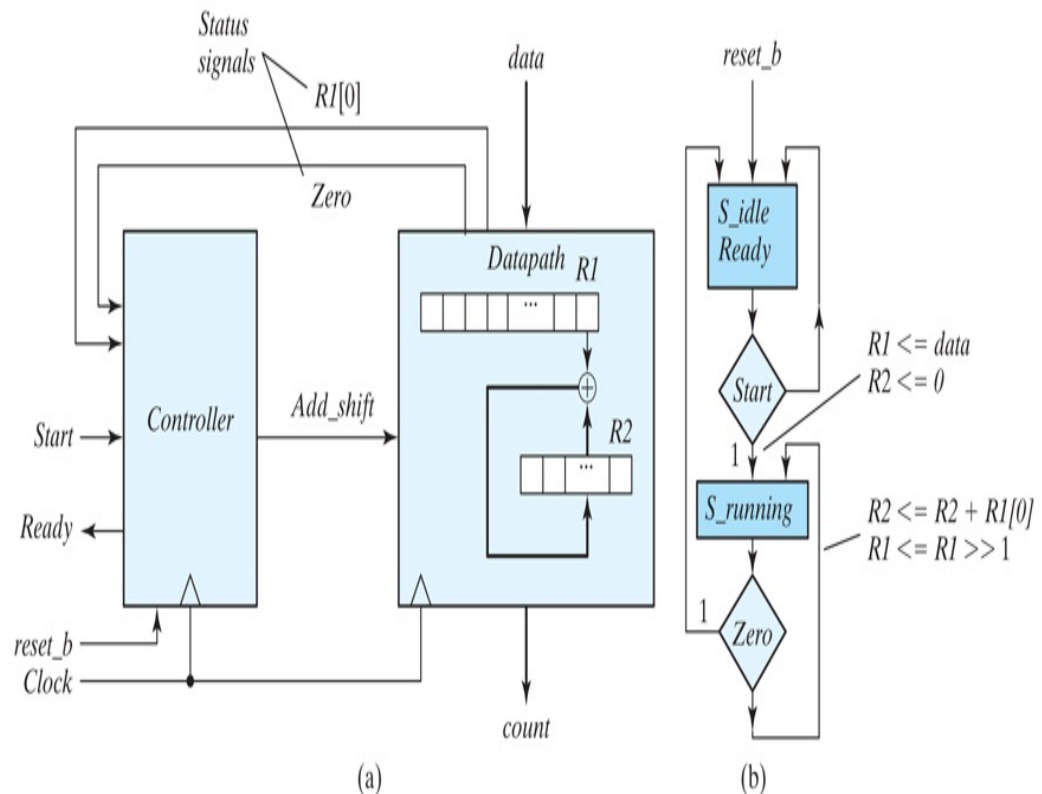 Status
signals
R1[0]
Zero
data
Datapath
R1
...
R2
...
Controller
Add_shift
Start
Ready
reset_b
Clock
count
(a)
reset_b
S_idle
Ready
Start
1
R1 <= data
R2 <= 0
S_running
R2 <= R2 + R1[0]
R1 <= R1 >> 1
1
Zero
(b)